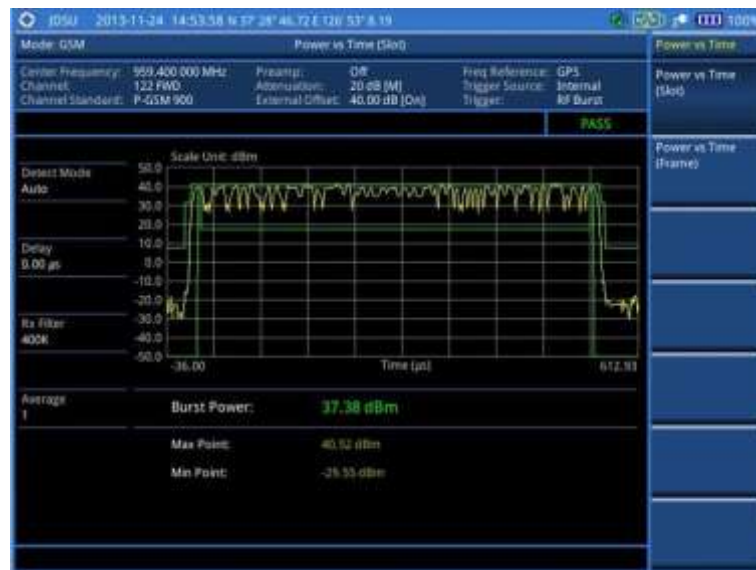 JDSU 2013-11-24 14:53:58 N 37° 28' 46.72 E 126° 53' 8.19 100%
Mode: GSM Power vs Time (Slot) Power vs Time
Center Frequency: 959.400 000 MHz Preamp: Off Freq Reference: GPS
Channel: 122 FWD Attenuation: 20 dB [M] Trigger Source: Internal
Channel Standard: P-GSM 900 External Offset: 40.00 dB [On] Trigger: RF Burst
Power vs Time (Slot)
PASS
Power vs Time (Frame)
Scale Unit: dBm
Detect Mode
Auto
Delay
0.00 µs
Rx Filter
400K
Average
1
50.0
40.0
30.0
20.0
10.0
0.0
-10.0
-20.0
-30.0
-40.0
-50.0
-36.00 Time (µs) 612.93
Burst Power: 37.38 dBm
Max Point: 40.52 dBm
Min Point: dBm